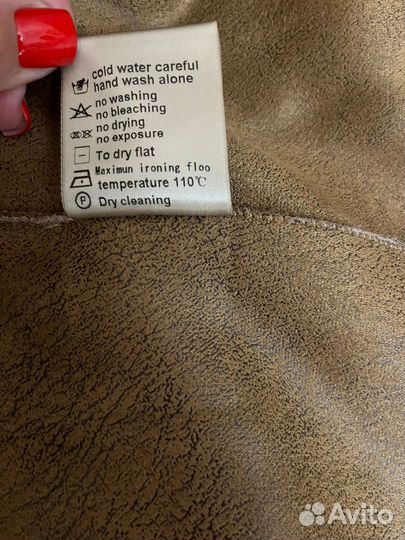 cold water careful
hand wash alone
no washing
no bleaching
no drying
no exposure
To dry flat
Maximun ironing floo
temperature 110℃
P Dry cleaning
Avito